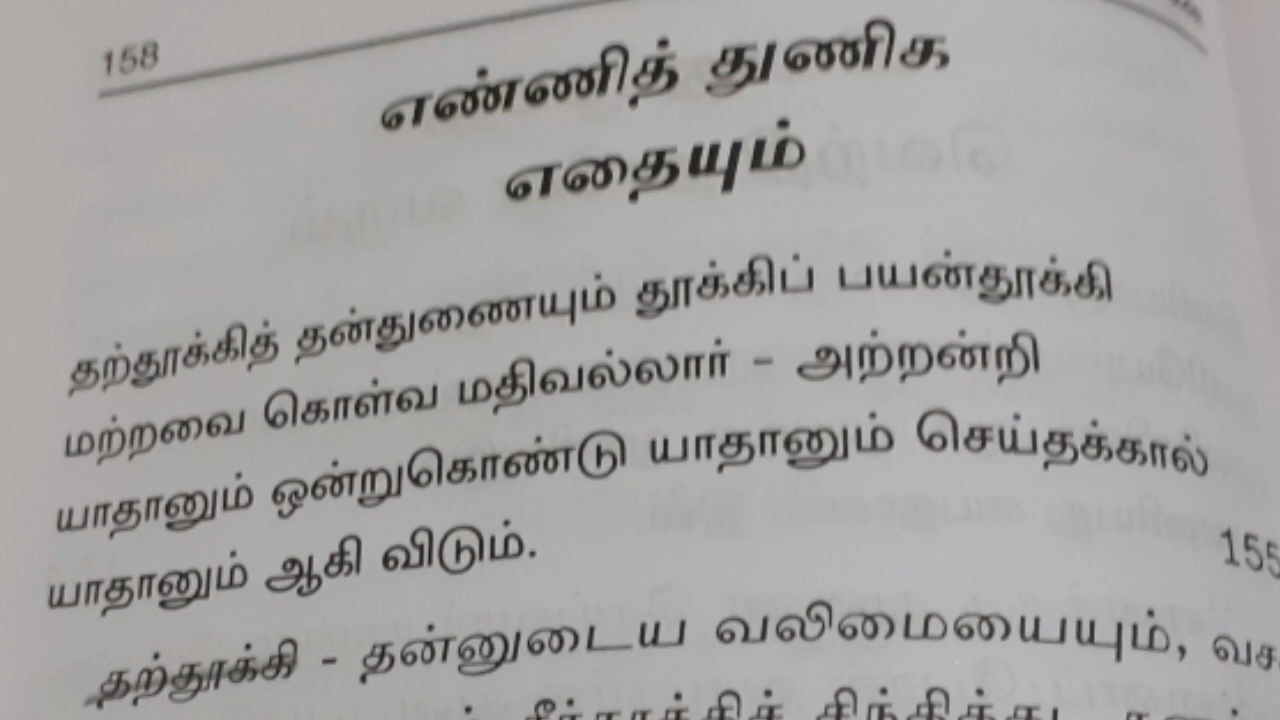 158
எண்ணித் துணிக
எதையும்
தற்தூக்கித் தன்துணையும் தூக்கிப் பயன்தூக்கி
மற்றவை கொள்வ மதிவல்லார் - அற்றன்றி
யாதானும் ஒன்றுகொண்டு யாதானும் செய்தக்கால்
யாதானும் ஆகி விடும்.
155
தற்தூக்கி - தன்னுடைய வலிமையையும்,